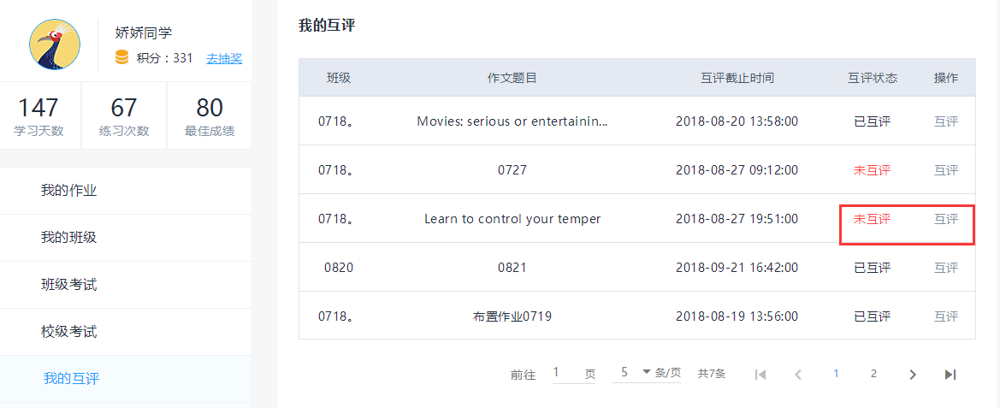 娇娇同学
积分：331 去抽奖
147 67 80
学习天数 练习次数 最佳成绩
我的作业
我的班级
班级考试
校级考试
我的互评
我的互评
班级 作文题目 互评截止时间 互评状态 操作
0718。 Movies: serious or entertainin... 2018-08-20 13:58:00 已互评 互评
0718。 0727 2018-08-27 09:12:00 未互评 互评
0718。 Learn to control your temper 2018-08-27 19:51:00 未互评 互评
0820 0821 2018-09-21 16:42:00 已互评 互评
0718。 布置作业0719 2018-08-19 13:56:00 已互评 互评
前往 1 页 5 条/页 共7条 1 2